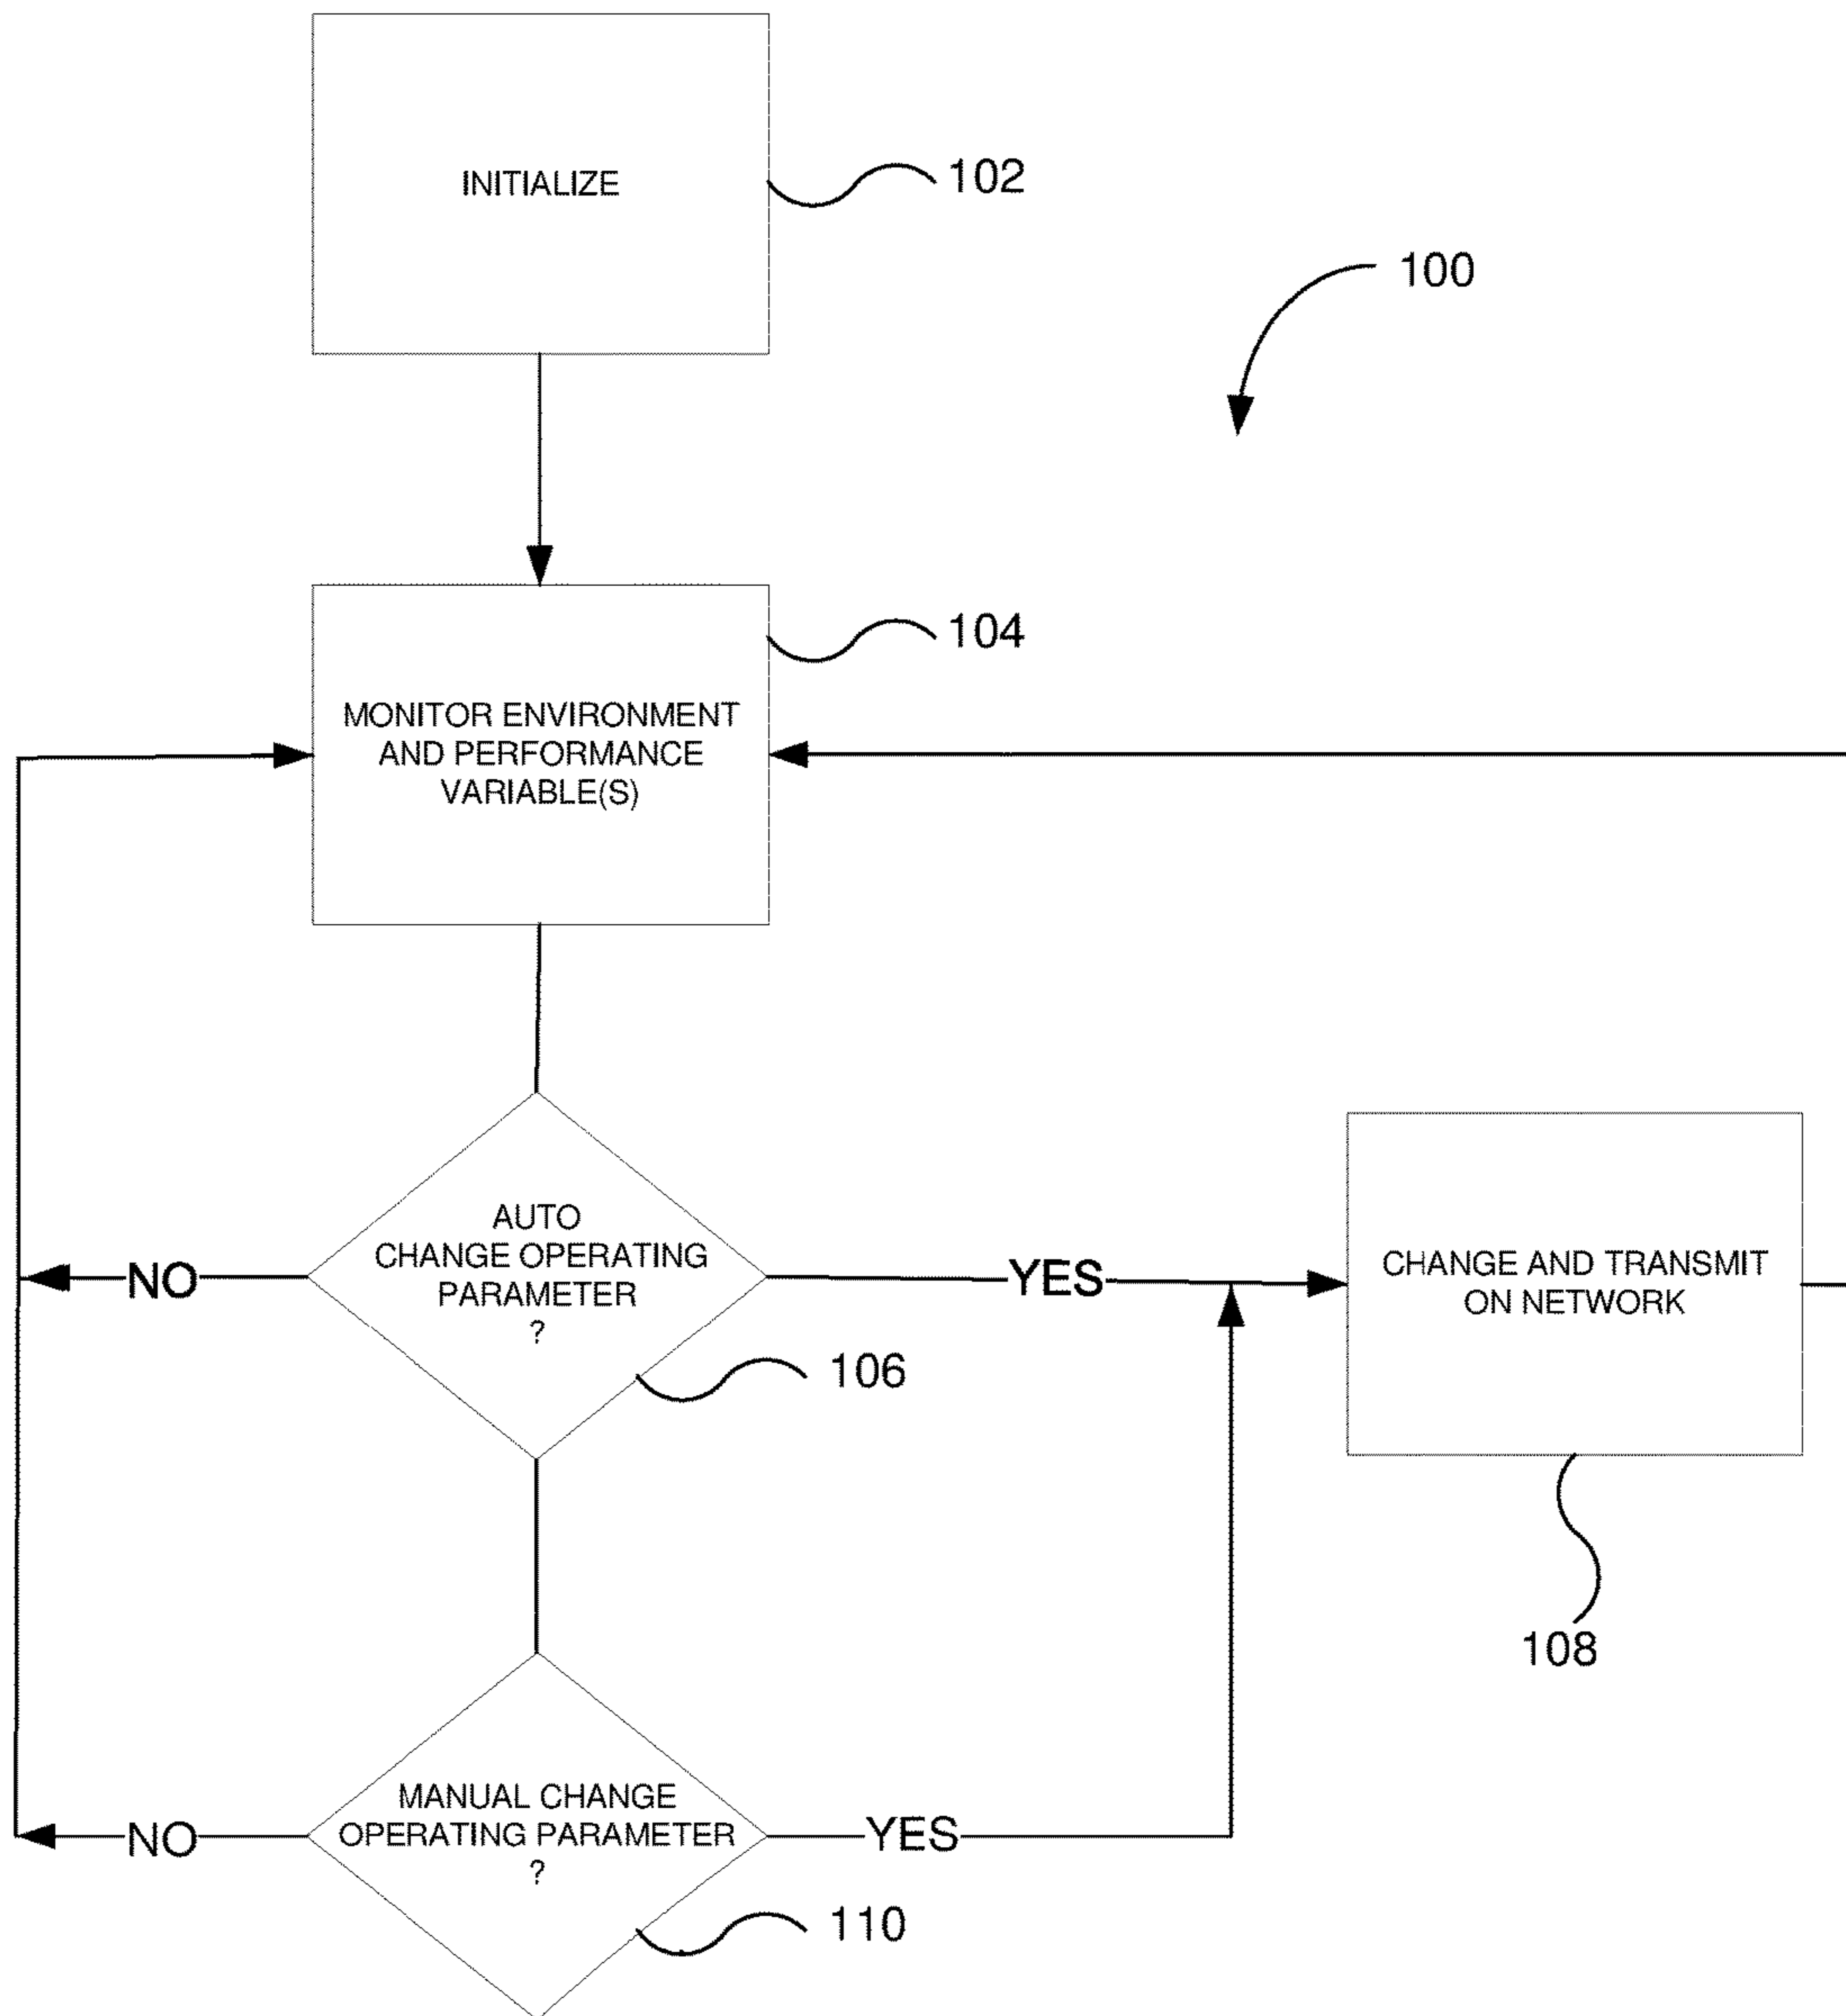 INITIALIZE
102
100
104
MONITOR ENVIRONMENT
AND PERFORMANCE
VARIABLE(S)
AUTO
CHANGE OPERATING
PARAMETER
?
NO
YES
CHANGE AND TRANSMIT
ON NETWORK
106
108
MANUAL CHANGE
OPERATING PARAMETER
?
NO
YES
110